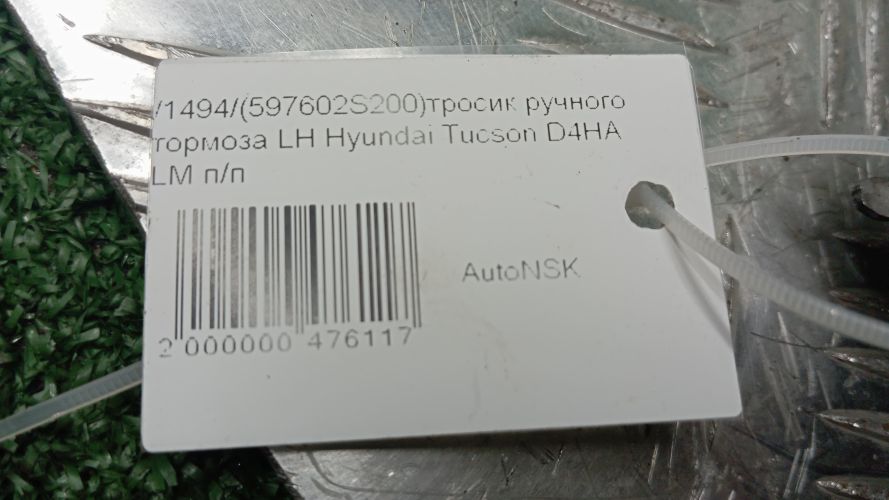 /1494/(597602S200)тросик ручного
тормоза LH Hyundai Tucson D4HA
LM п/п
AutoNSK
2 000000 476117